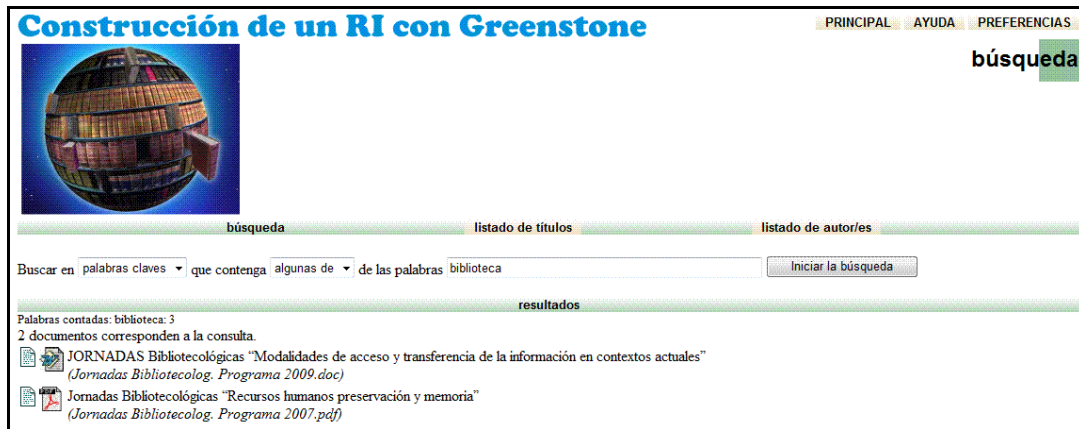 Construcción de un RI con Greenstone
PRINCIPAL AYUDA PREFERENCIAS
búsqueda
búsqueda listado de títulos listado de autor/es
Buscar en palabras claves que contenga algunas de de las palabras biblioteca Iniciar la búsqueda
resultados
Palabras contadas: biblioteca: 3
2 documentos corresponden a la consulta.
JORNADAS Bibliotecológicas “Modalidades de acceso y transferencia de la información en contextos actuales”
(Jornadas Bibliotecolog. Programa 2009.doc)
Jornadas Bibliotecológicas “Recursos humanos preservación y memoria”
(Jornadas Bibliotecolog. Programa 2007.pdf)